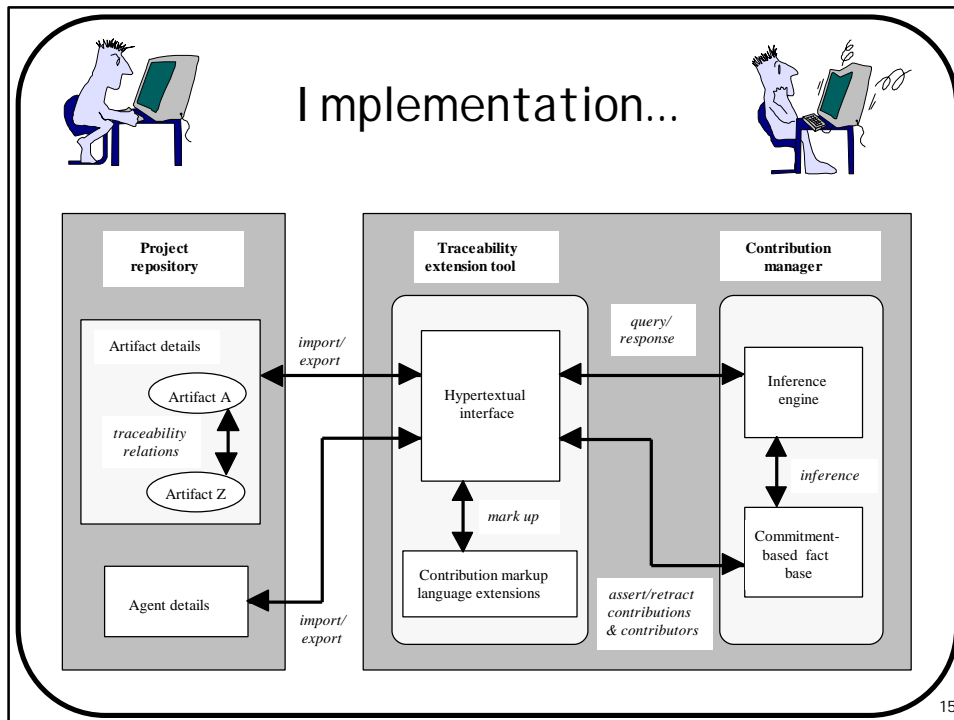 Implementation...
Project
repository
Traceability
extension tool
Contribution
manager
Artifact details
Artifact A
traceability
relations
Artifact Z
Agent details
import/
export
import/
export
Hypertextual
interface
mark up
Contribution markup
language extensions
query/
response
assert/retract
contributions
& contributors
Inference
engine
inference
Commitment-
based fact
base
15